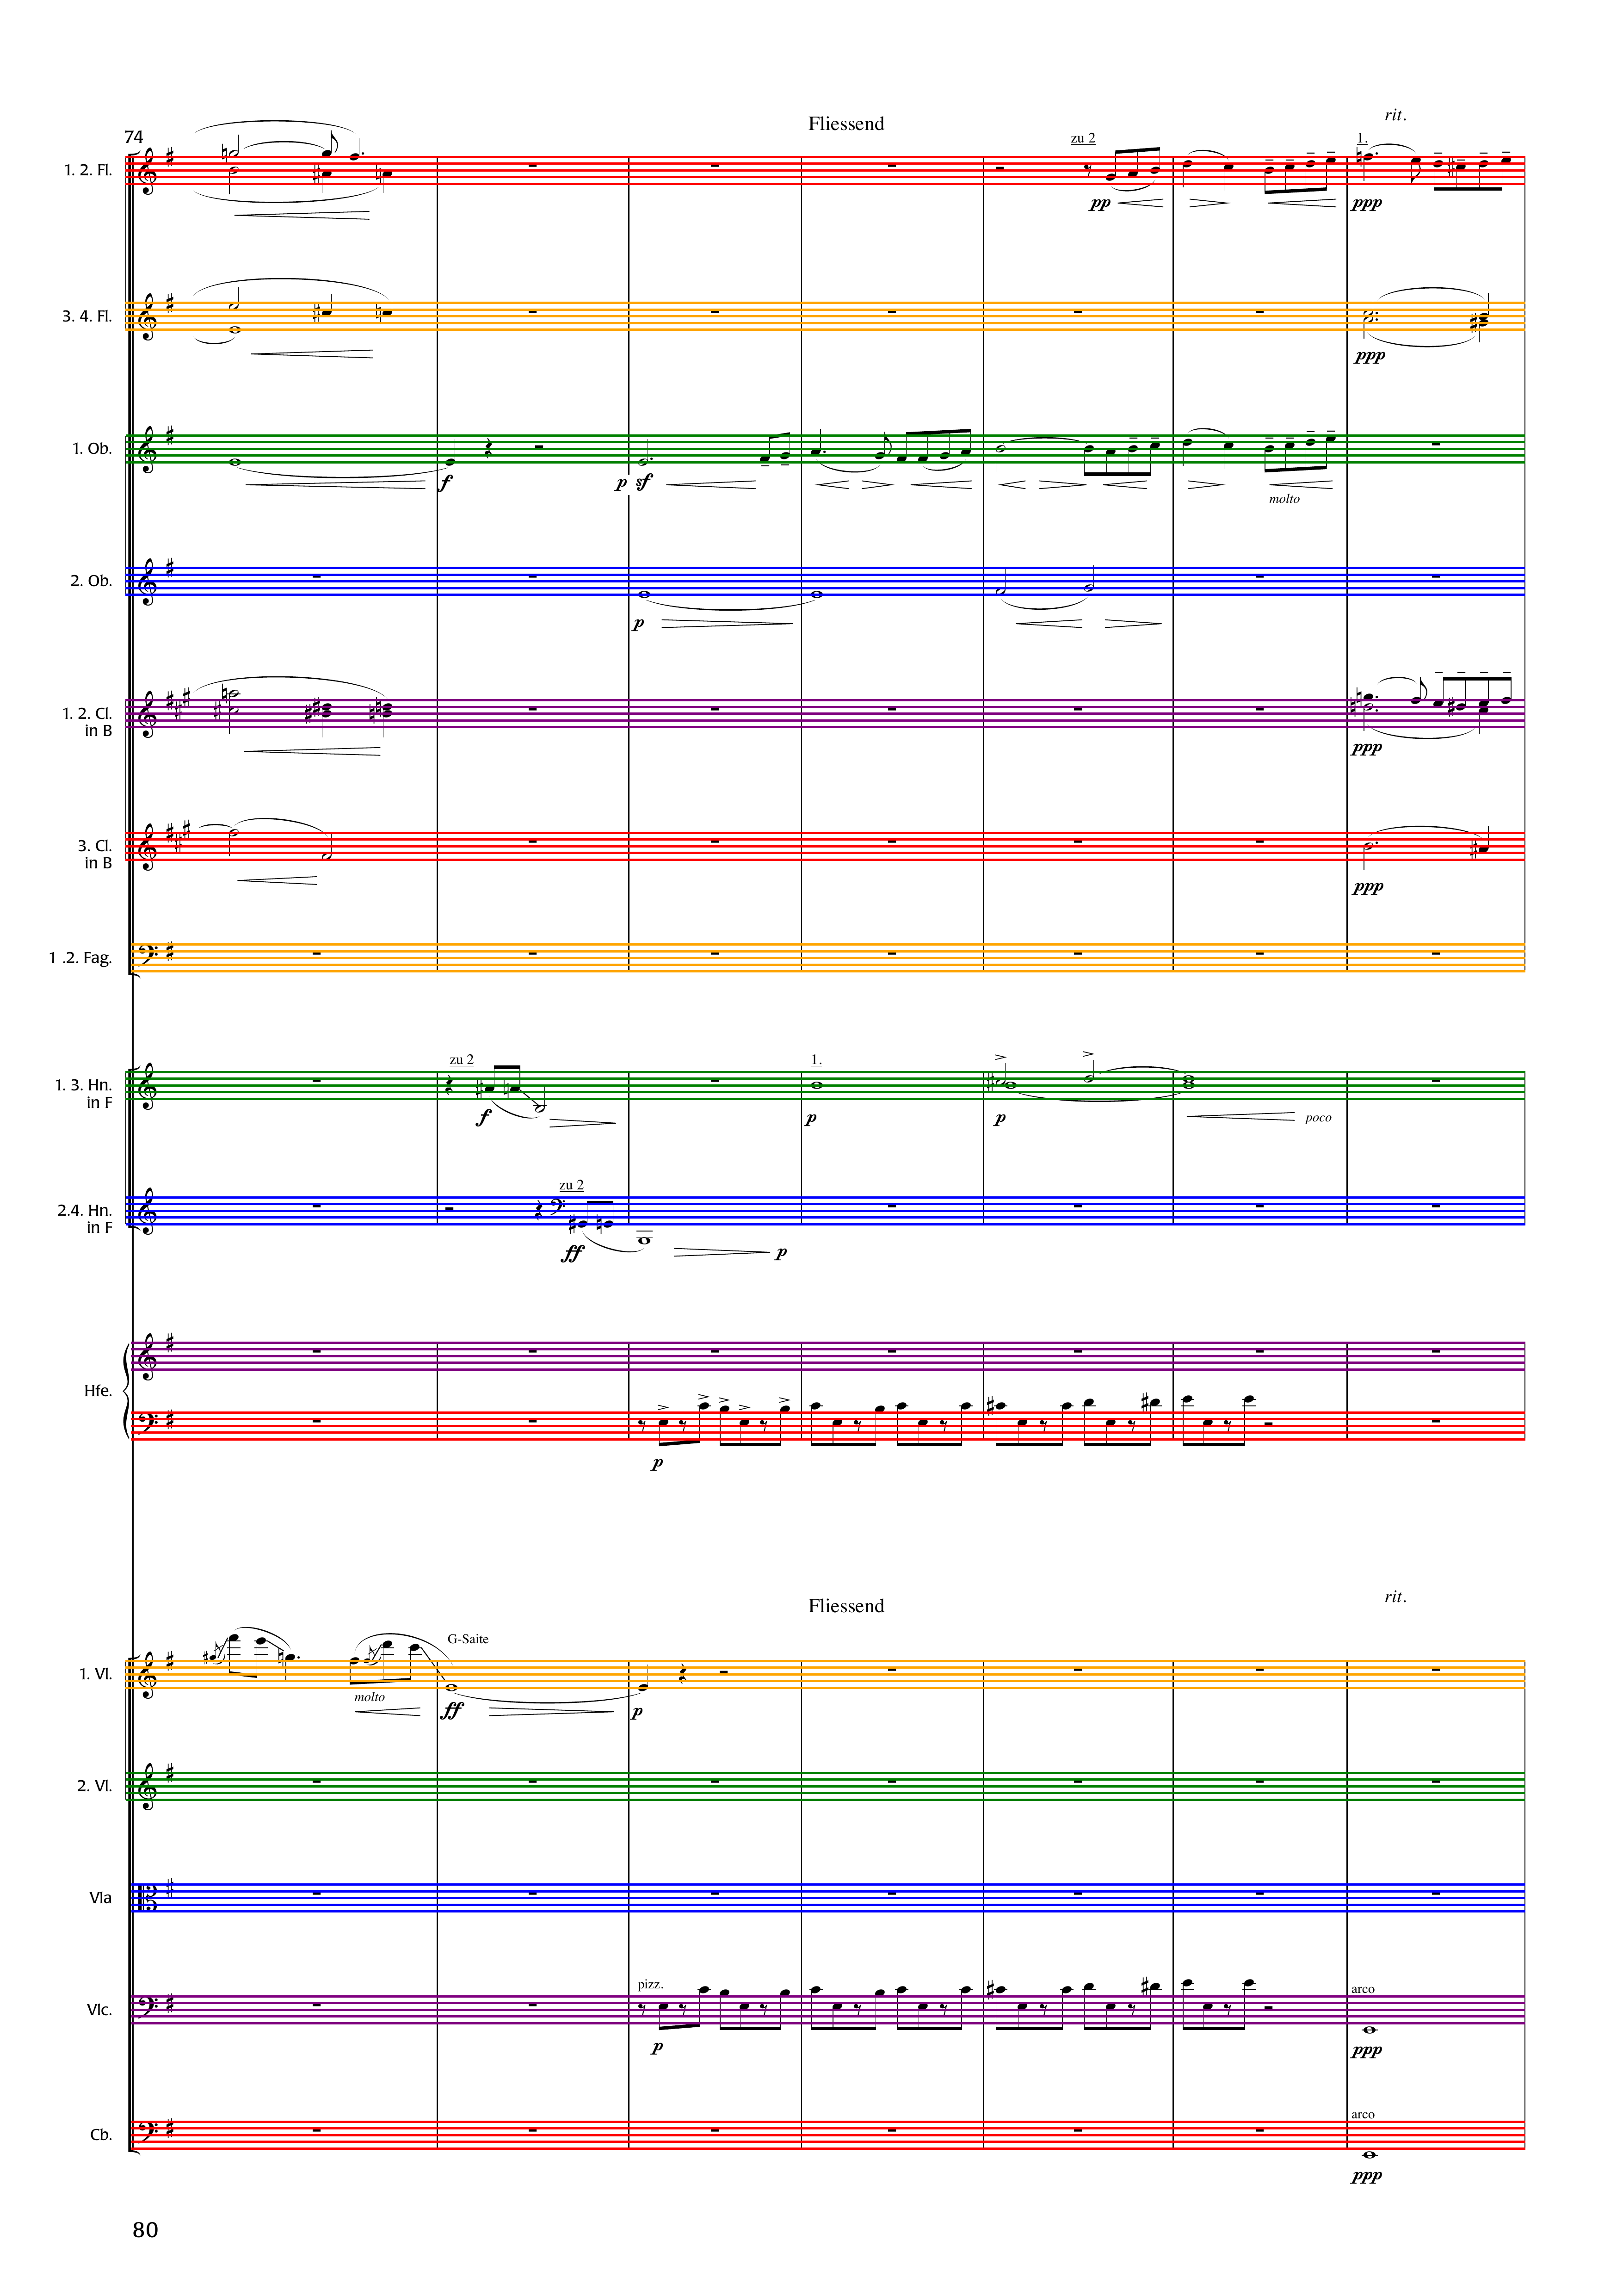 Fliessend
rit.
74
zu 2
1.
1. 2. Fl.
pp
ppp
3. 4. Fl.
ppp
1. Ob.
f
p sf
molto
2. Ob.
p
1. 2. Cl.
in B
ppp
3. Cl.
in B
ppp
1 .2. Fag.
zu 2
1.
1. 3. Hn.
in F
f
p
p
poco
zu 2
2.4. Hn.
in F
ff
p
Hfe.
p
Fliessend
rit.
G-Saite
1. Vl.
molto
ff
p
2. Vl.
Vla
pizz.
arco
Vlc.
p
ppp
arco
Cb.
ppp
80